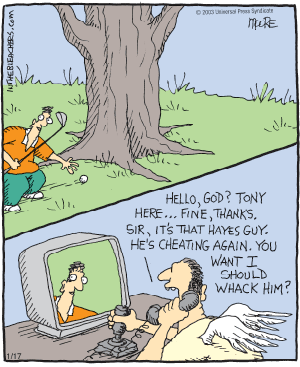 © 2003 Universal Press Syndicate
MOORE
INTHEBLEACHERS.COM
HELLO, GOD? TONY
HERE... FINE, THANKS.
SIR, IT'S THAT HAYES GUY.
HE'S CHEATING AGAIN. YOU
WANT I
SHOULD
WHACK HIM?
1/17